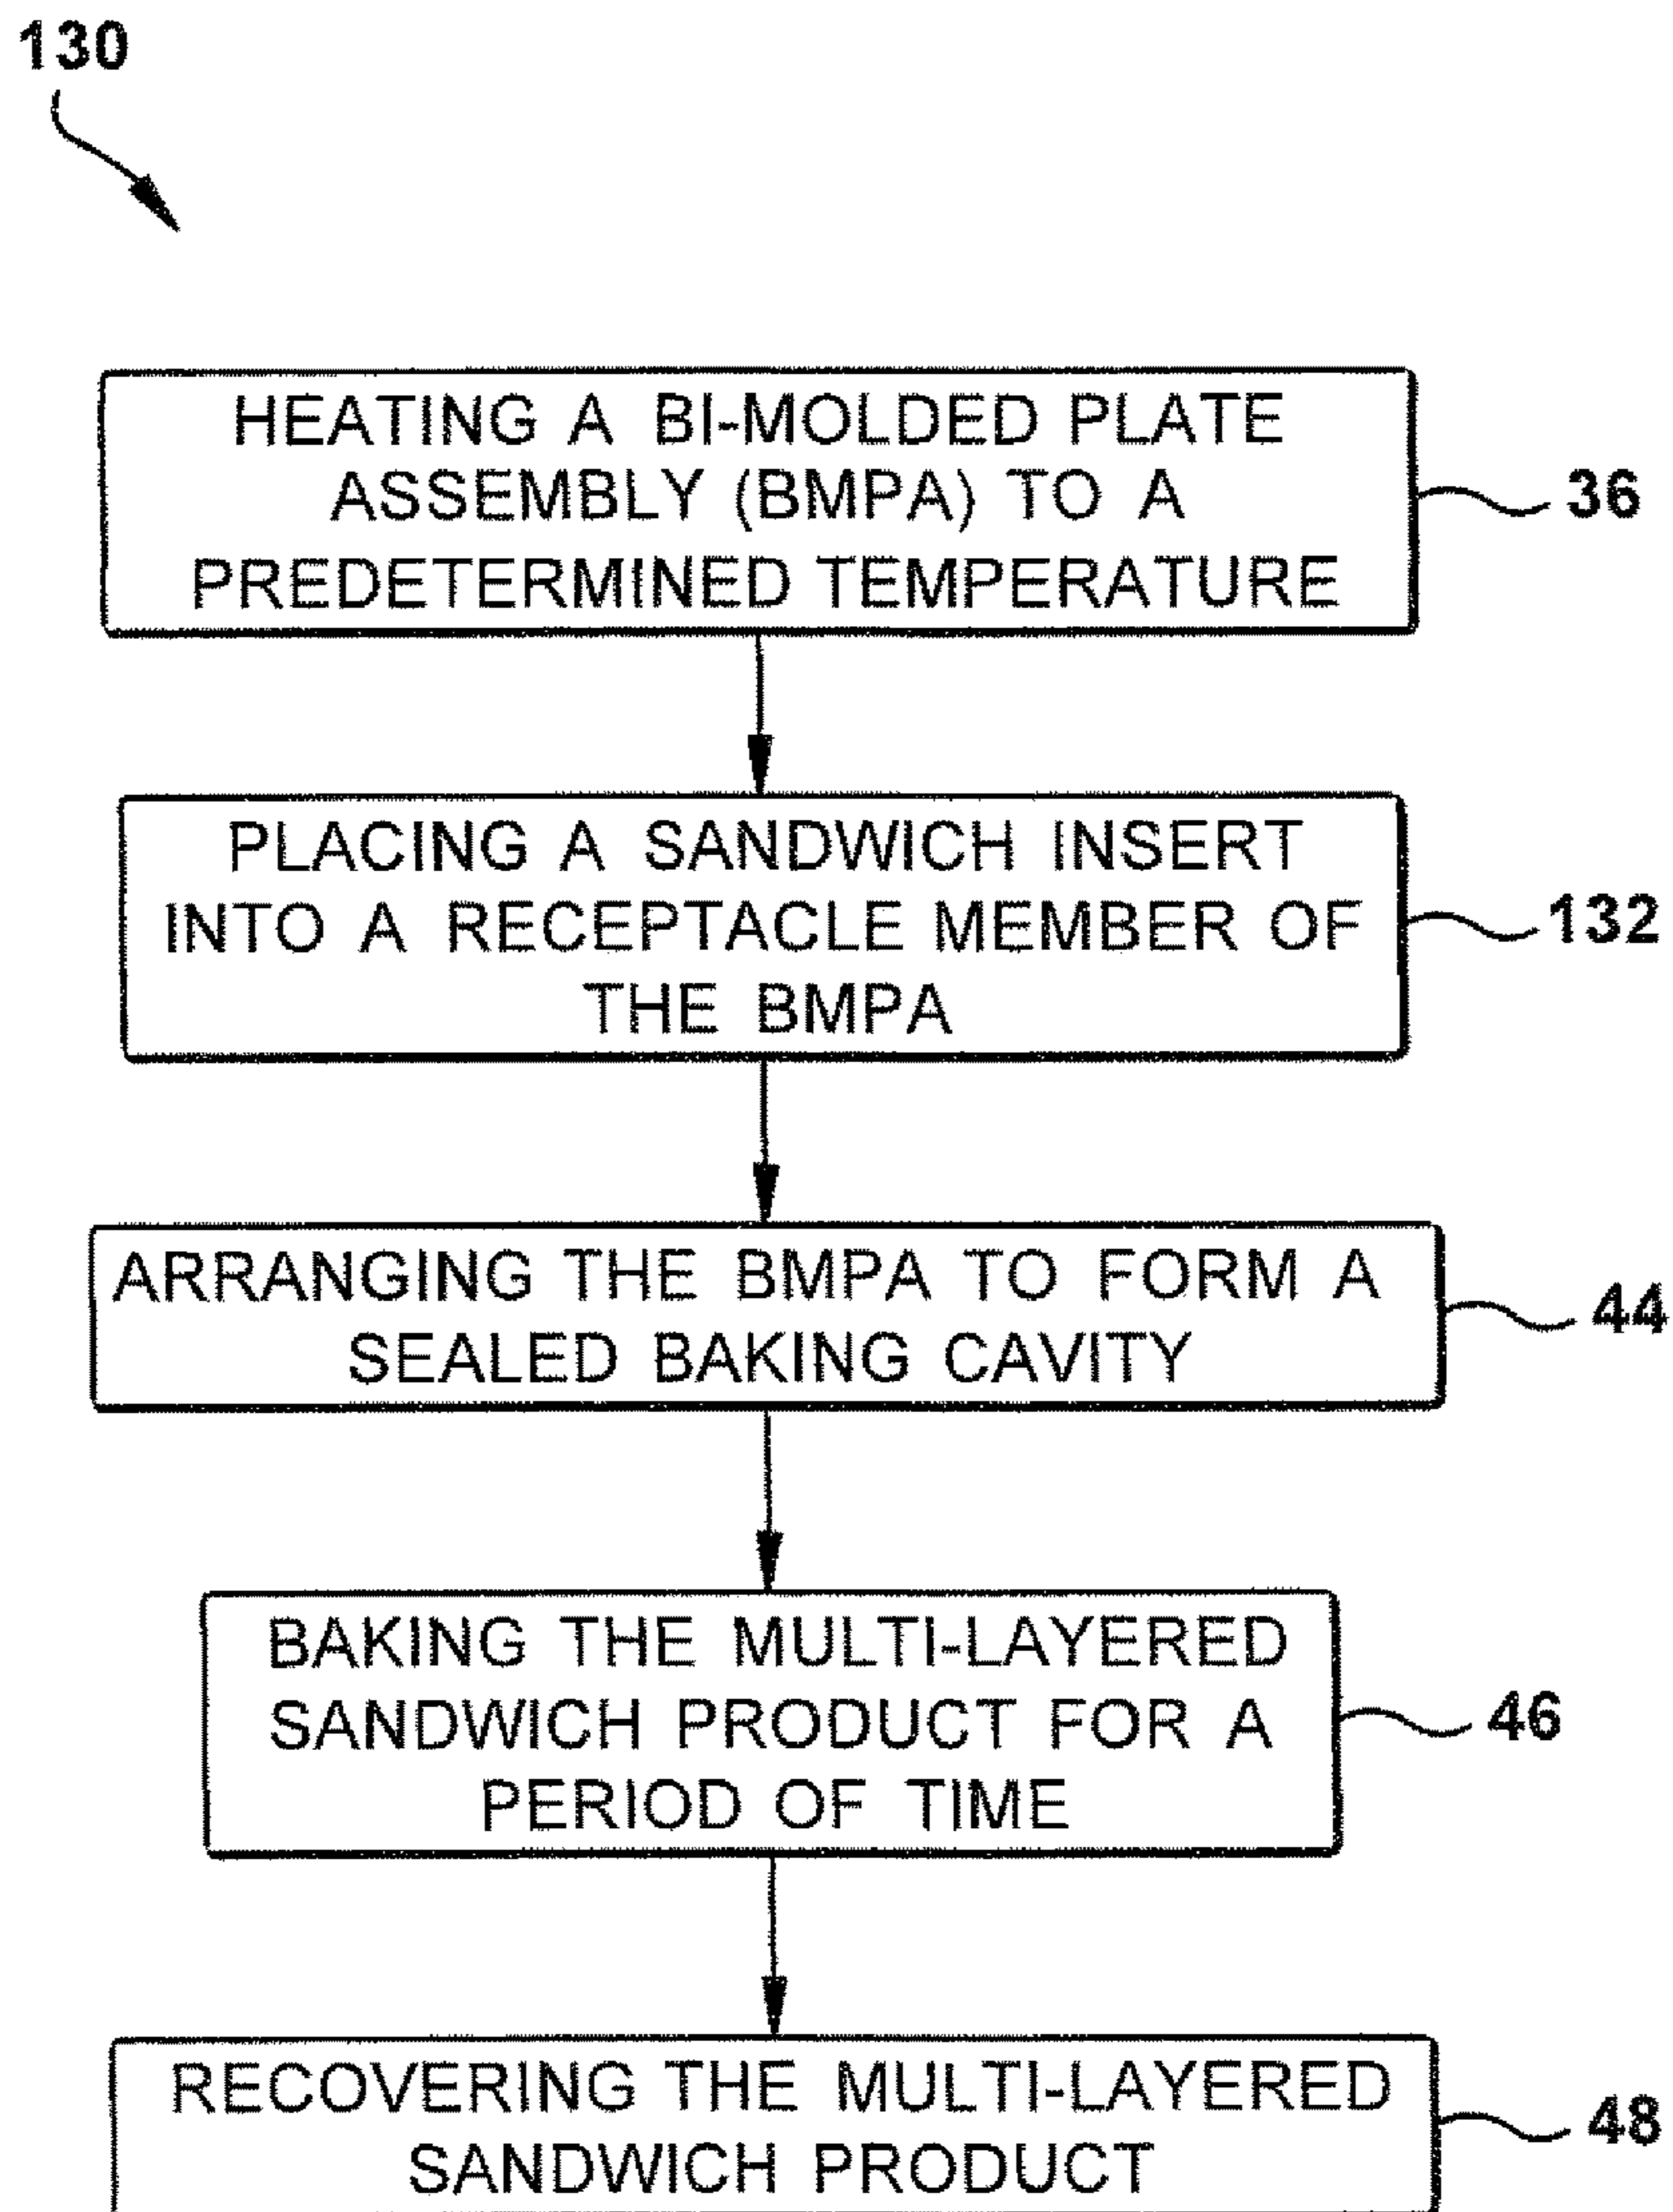 130
HEATING A BI-MOLDED PLATE
ASSEMBLY (BMPA) TO A
PREDETERMINED TEMPERATURE
36
PLACING A SANDWICH INSERT
INTO A RECEPTACLE MEMBER OF
THE BMPA
132
ARRANGING THE BMPA TO FORM A
SEALED BAKING CAVITY
44
BAKING THE MULTI-LAYERED
SANDWICH PRODUCT FOR A
PERIOD OF TIME
46
RECOVERING THE MULTI-LAYERED
SANDWICH PRODUCT
48